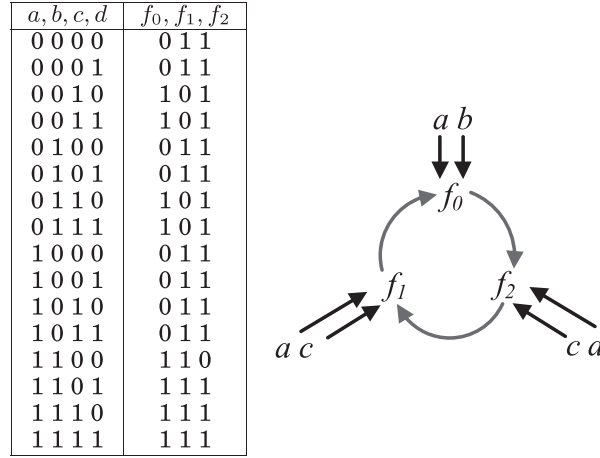 a, b, c, d f0, f1, f2
0 0 0 0 0 1 1
0 0 0 1 0 1 1
0 0 1 0 1 0 1
0 0 1 1 1 0 1
0 1 0 0 0 1 1
0 1 0 1 0 1 1
0 1 1 0 1 0 1
0 1 1 1 1 0 1
1 0 0 0 0 1 1
1 0 0 1 0 1 1
1 0 1 0 0 1 1
1 0 1 1 0 1 1
1 1 0 0 1 1 0
1 1 0 1 1 1 1
1 1 1 0 1 1 1
1 1 1 1 1 1 1
a b
f0
f1 f2
a c c d